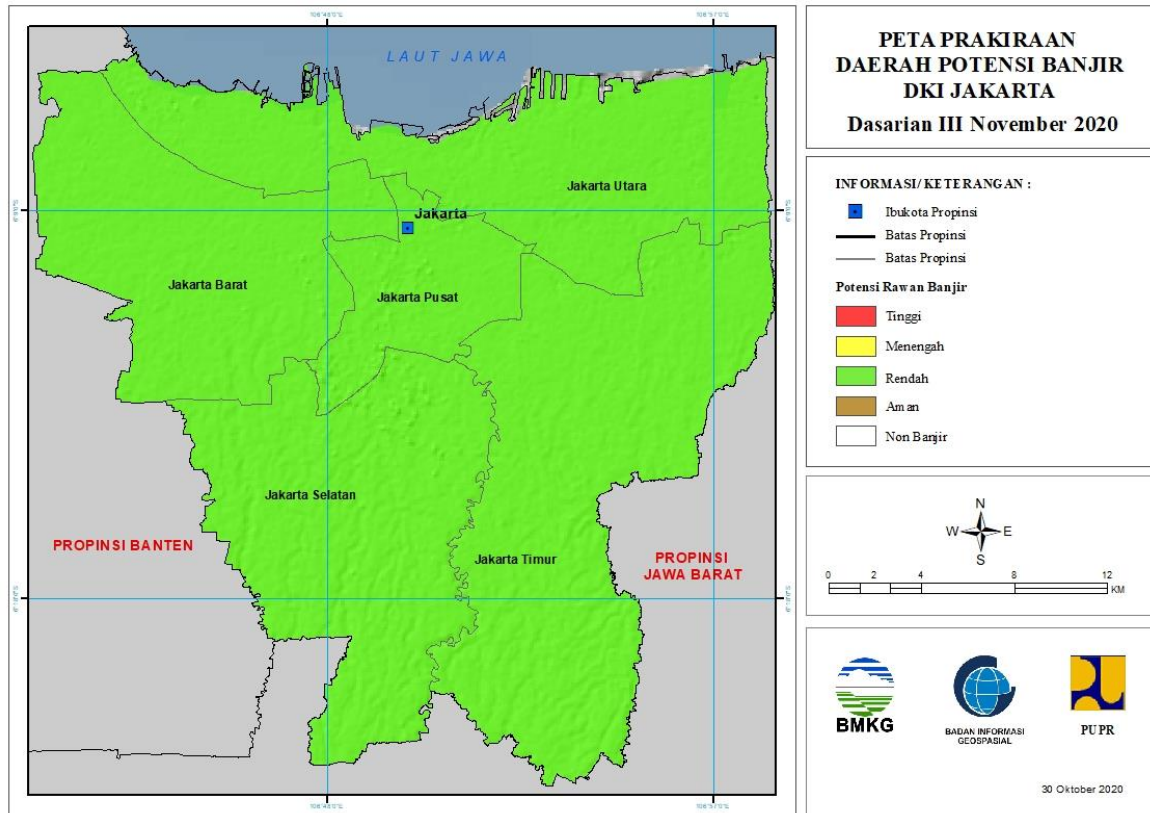 PETA PRAKIRAAN
DAERAH POTENSI BANJIR
DKI JAKARTA
Dasarian III November 2020
INFORMASI/ KETERANGAN :
Ibukota Propinsi
Batas Propinsi
Batas Propinsi
Potensi Rawan Banjir
Tinggi
Menengah
Rendah
Aman
Non Banjir
N
W E
S
0 2 4 8 12
KM
BMKG
BADAN INFORMASI
GEOSPASIAL
PUPR
30 Oktober 2020
LAUT JAWA
Jakarta Utara
Jakarta
Jakarta Barat
Jakarta Pusat
Jakarta Selatan
Jakarta Timur
PROPINSI BANTEN
PROPINSI
JAWA BARAT